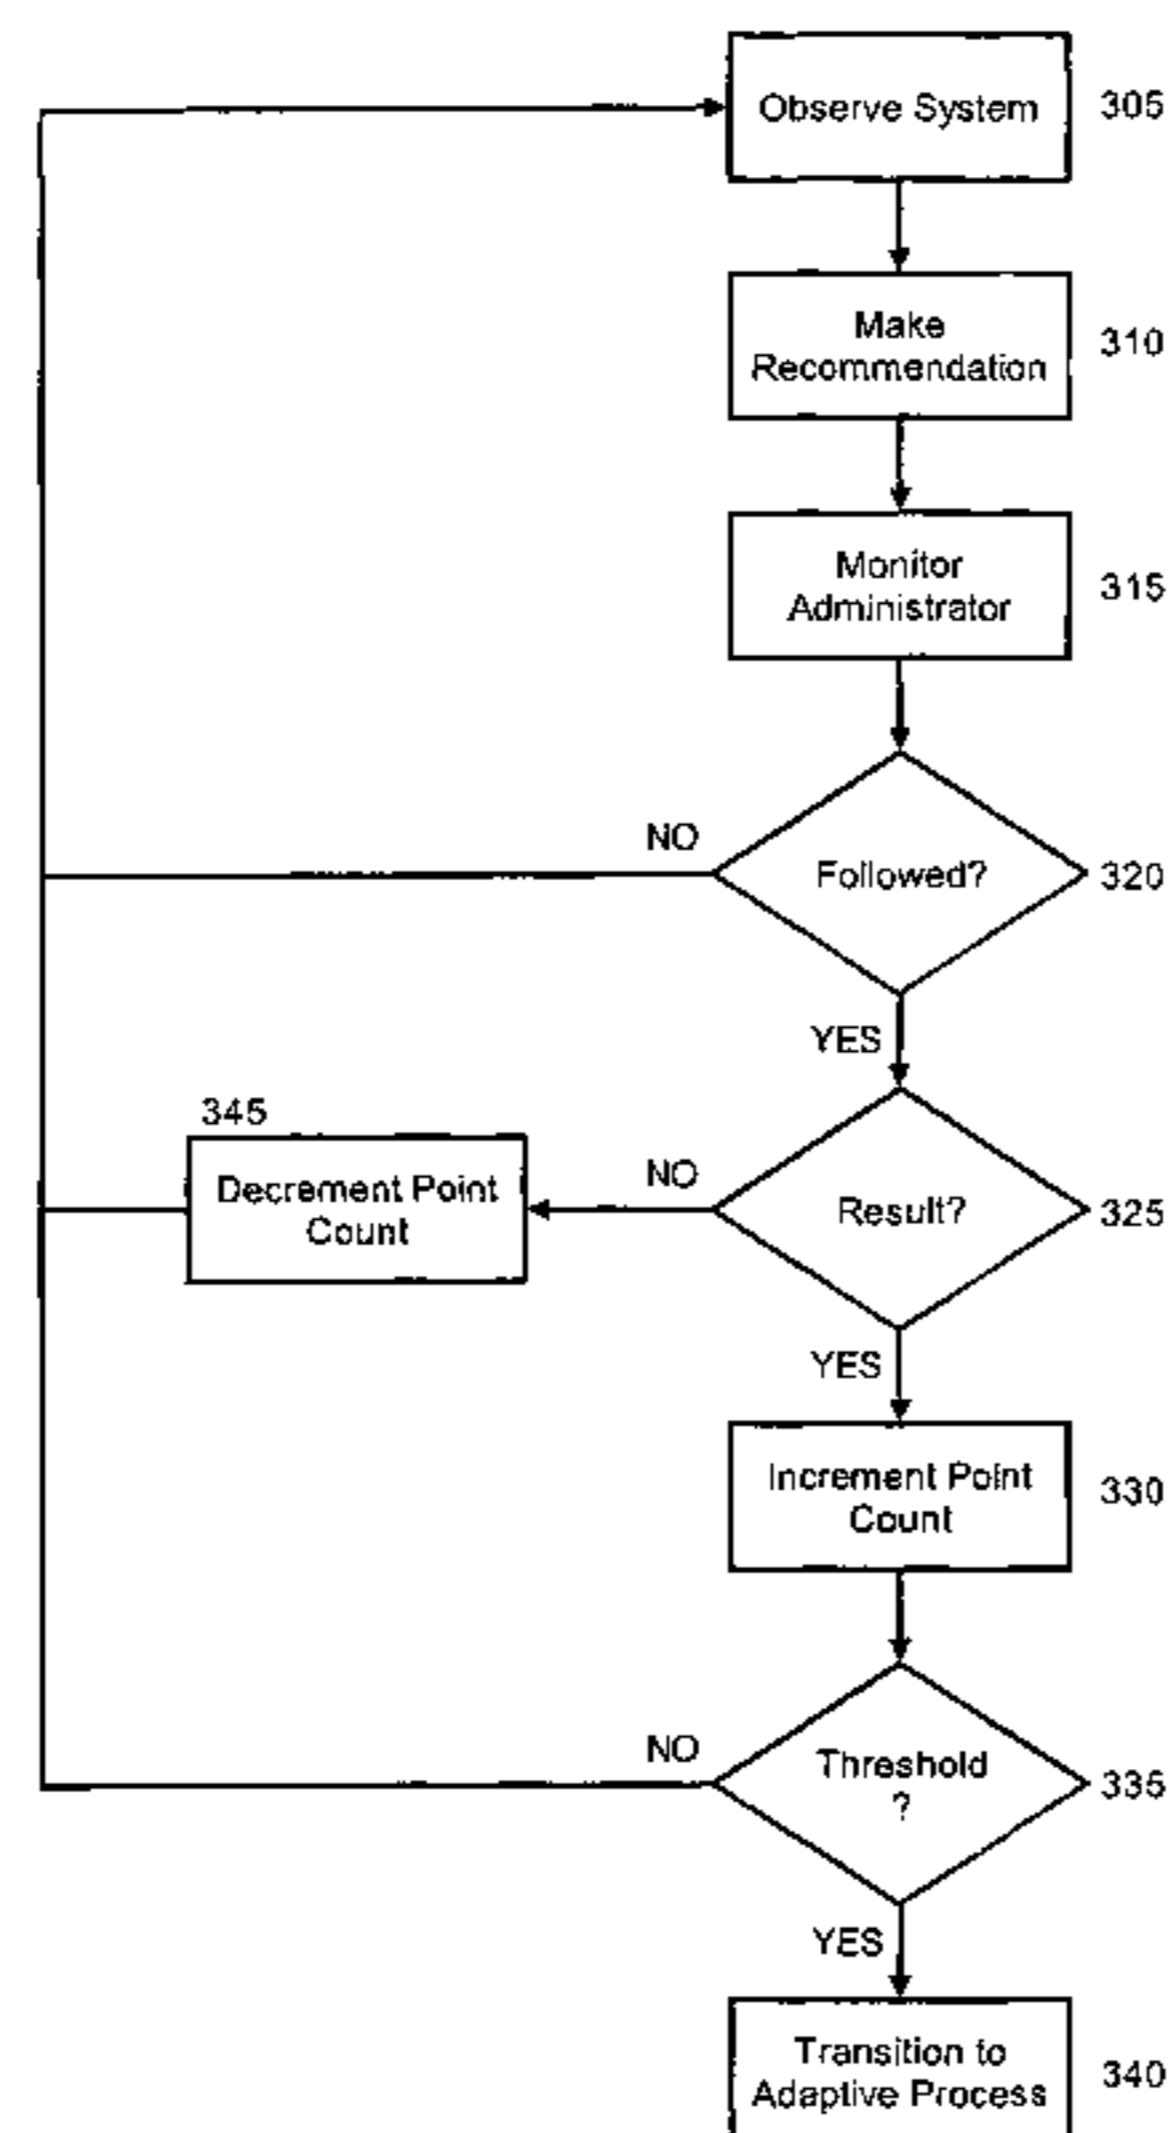 Observe System
305
Make
Recommendation
310
Monitor
Administrator
315
NO
Followed?
320
YES
345
Decrement Point
Count
NO
Result?
325
YES
Increment Point
Count
330
NO
Threshold
?
335
YES
Transition to
Adaptive Process
340